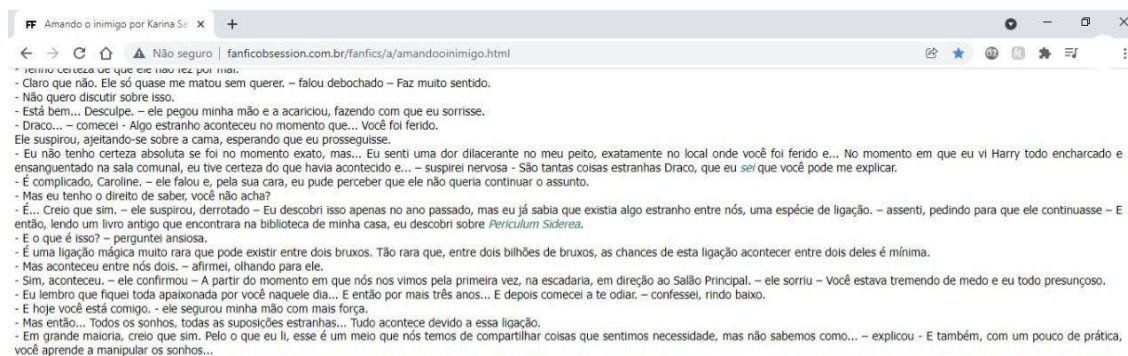 FF Amando o inimigo por Karina Sa
Não seguro | fanficobsession.com.br/fanfics/a/amandooinimigo.html
- Tenho certeza de que ele não fez por mal.
- Claro que não. Ele só quase me matou sem querer. – falou debochado – Faz muito sentido.
- Não quero discutir sobre isso.
- Está bem... Desculpe. – ele pegou minha mão e a acariciou, fazendo com que eu sorrisse.
- Draco... – comecei - Algo estranho aconteceu no momento que... Você foi ferido.
Ele suspirou, ajeitando-se sobre a cama, esperando que eu prosseguisse.
- Eu não tenho certeza absoluta se foi no momento exato, mas... Eu senti uma dor dilacerante no meu peito, exatamente no local onde você foi ferido e... No momento em que eu vi Harry todo encharcado e
ensanguentado na sala comunal, eu tive certeza do que havia acontecido e... – suspirei nervosa - São tantas coisas estranhas Draco, que eu sei que você pode me explicar.
- É complicado, Caroline. – ele falou e, pela sua cara, eu pude perceber que ele não queria continuar o assunto.
- Mas eu tenho o direito de saber, você não acha?
- É... Creio que sim. – ele suspirou, derrotado – Eu descobri isso apenas no ano passado, mas eu já sabia que existia algo estranho entre nós, uma espécie de ligação. – assenti, pedindo para que ele continuasse – E
então, lendo um livro antigo que encontrara na biblioteca de minha casa, eu descobri sobre Periculum Siderea.
- E o que é isso? – perguntei ansiosa.
- É uma ligação mágica muito rara que pode existir entre dois bruxos. Tão rara que, entre dois bilhões de bruxos, as chances de esta ligação acontecer entre dois deles é mínima.
- Mas aconteceu entre nós dois. – afirmei, olhando para ele.
- Sim, aconteceu. – ele confirmou – A partir do momento em que nós nos vimos pela primeira vez, na escadaria, em direção ao Salão Principal. – ele sorriu – Você estava tremendo de medo e eu todo presunçoso.
- Eu lembro que fiquei toda apaixonada por você naquele dia... E então por mais três anos... E depois comecei a te odiar. – confessei, rindo baixo.
- E hoje você está comigo. - ele segurou minha mão com mais força.
- Mas então... Todos os sonhos, todas as suposições estranhas... Tudo acontece devido a essa ligação.
- Em grande maioria, creio que sim. Pelo o que eu li, esse é um meio que nós temos de compartilhar coisas que sentimos necessidade, mas não sabemos como... – explicou - E também, com um pouco de prática,
você aprende a manipular os sonhos...